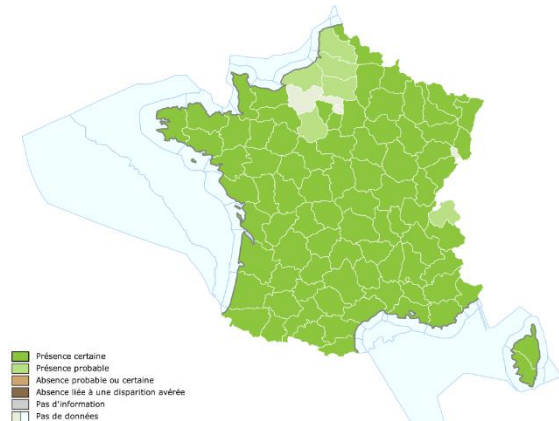 Présence certaine
Présence probable
Absence probable ou certaine
Absence liée à une disparition avérée
Pas d'information
Pas de données